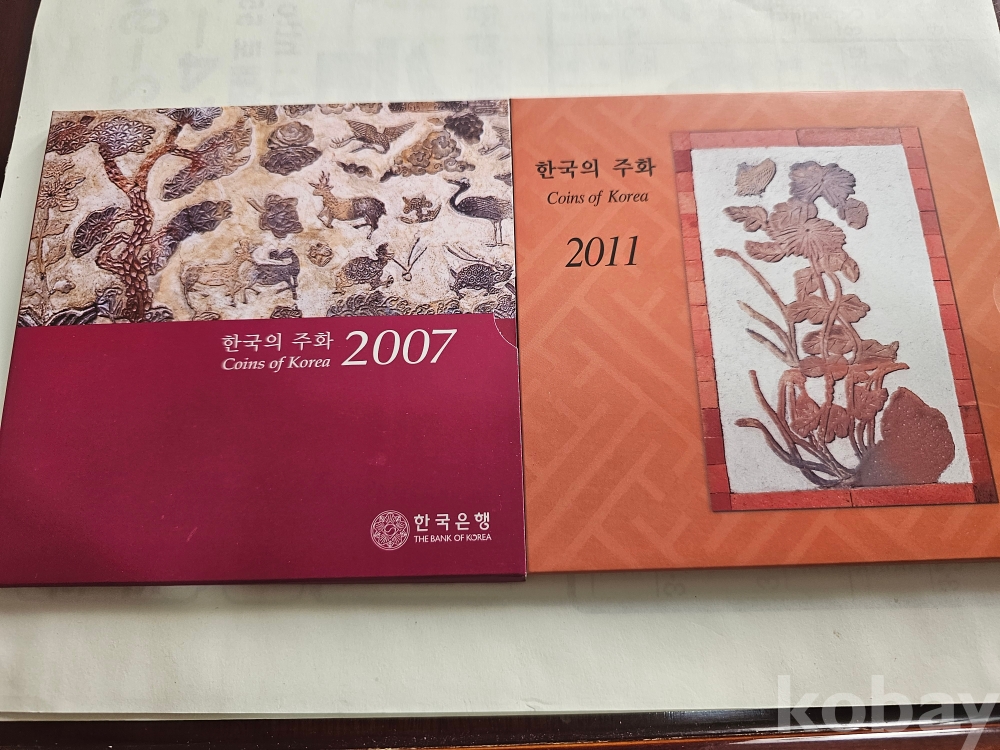 한국의 주화
Coins of Korea
2007
한국은행
THE BANK OF KOREA
한국의 주화
Coins of Korea
2011
kobay